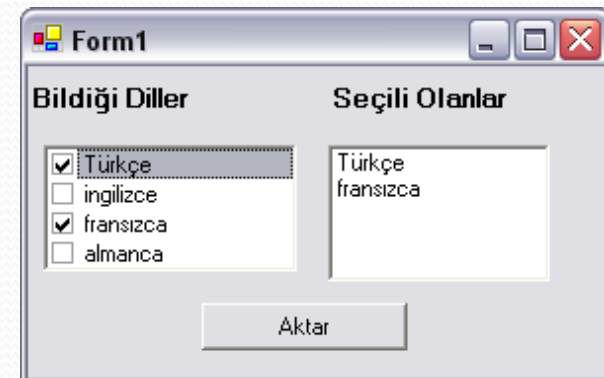 Form1
Bildiği Diller
Seçili Olanlar
Türkçe
ingilizce
fransızca
almanca
Türkçe
fransızca
Aktar